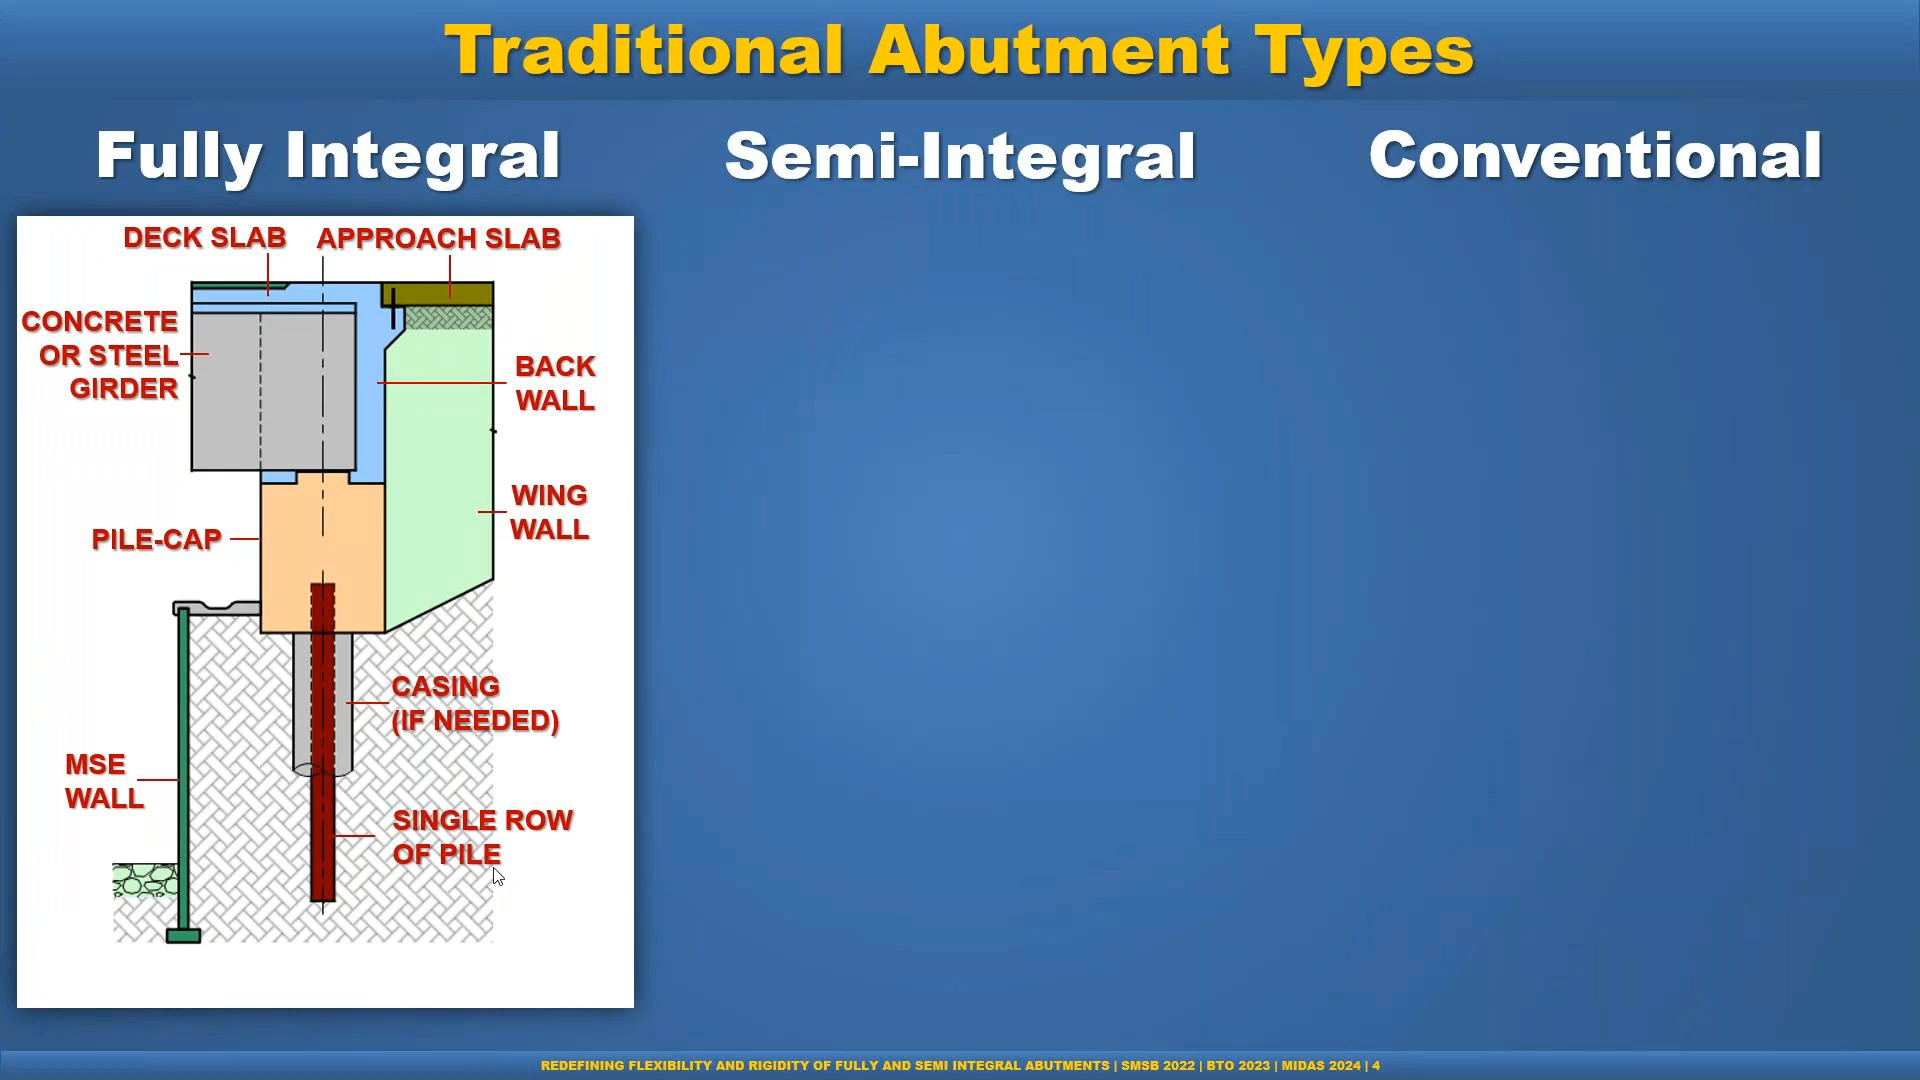 Traditional Abutment Types
Fully Integral
Semi-Integral
Conventional
DECK SLAB
APPROACH SLAB
CONCRETE
OR STEEL
GIRDER
BACK
WALL
WING
WALL
PILE-CAP
CASING
(IF NEEDED)
MSE
WALL
SINGLE ROW
OF PILE
REDEFINING FLEXIBILITY AND RIGIDITY OF FULLY AND SEMI INTEGRAL ABUTMENTS | SMSB 2022 | BTO 2023 | MIDAS 2024 | 4